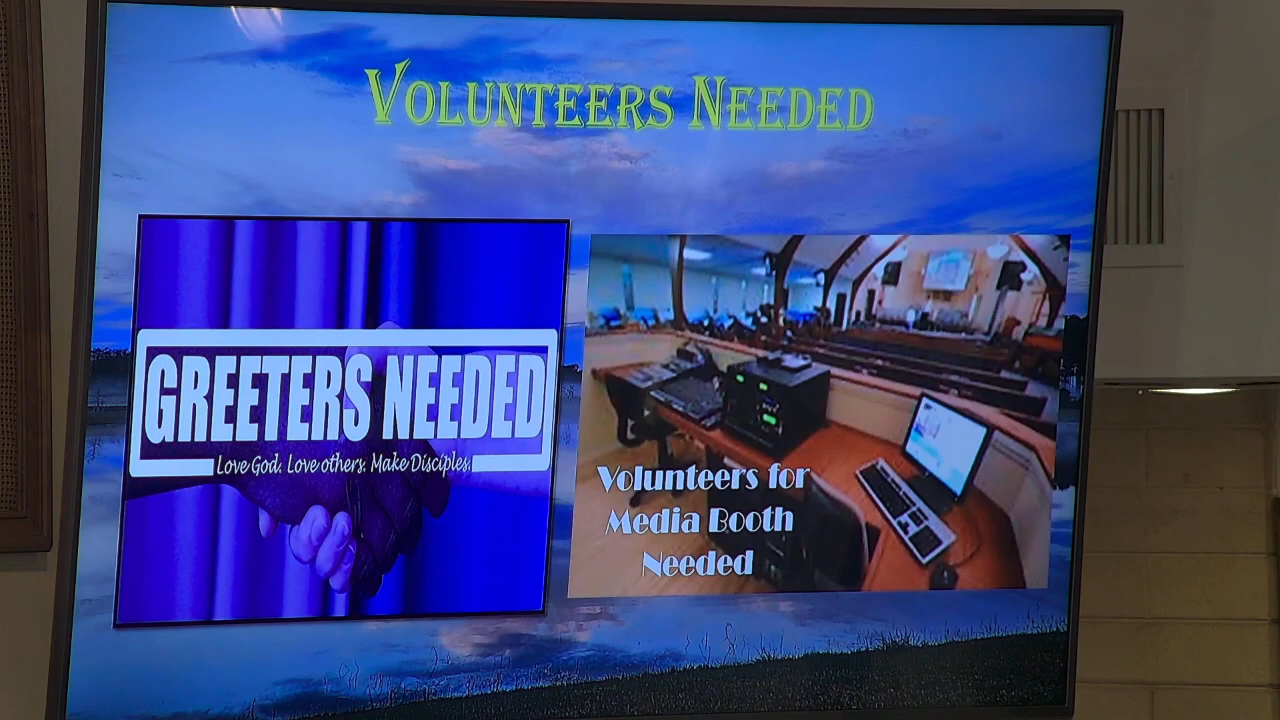 VOLUNTEERS NEEDED
GREETERS NEEDED
Love God. Love others. Make Disciples.
Volunteers for
Media Booth
Needed